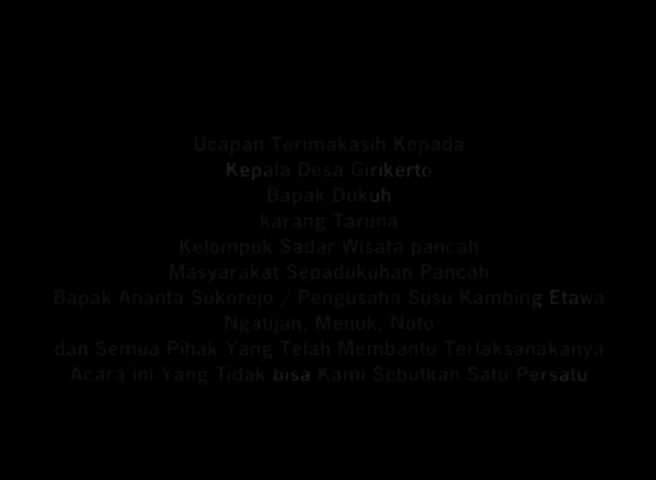 Ucapan Terimakasih Kepada
Kepala Desa Girikerto
Bapak Dukuh
karang Taruna
Kelompok Sadar Wisata pancah
Masyarakat Sepadukuhan Pancoh
Bapak Ananta Sukorejo / Pengusaha Susu Kambing Etawa
Ngatijan, Menuk, Noto
dan Semua Pihak Yang Telah Membantu Terlaksanakanya
Acara ini Yang Tidak bisa Kami Sebutkan Satu-Persatu